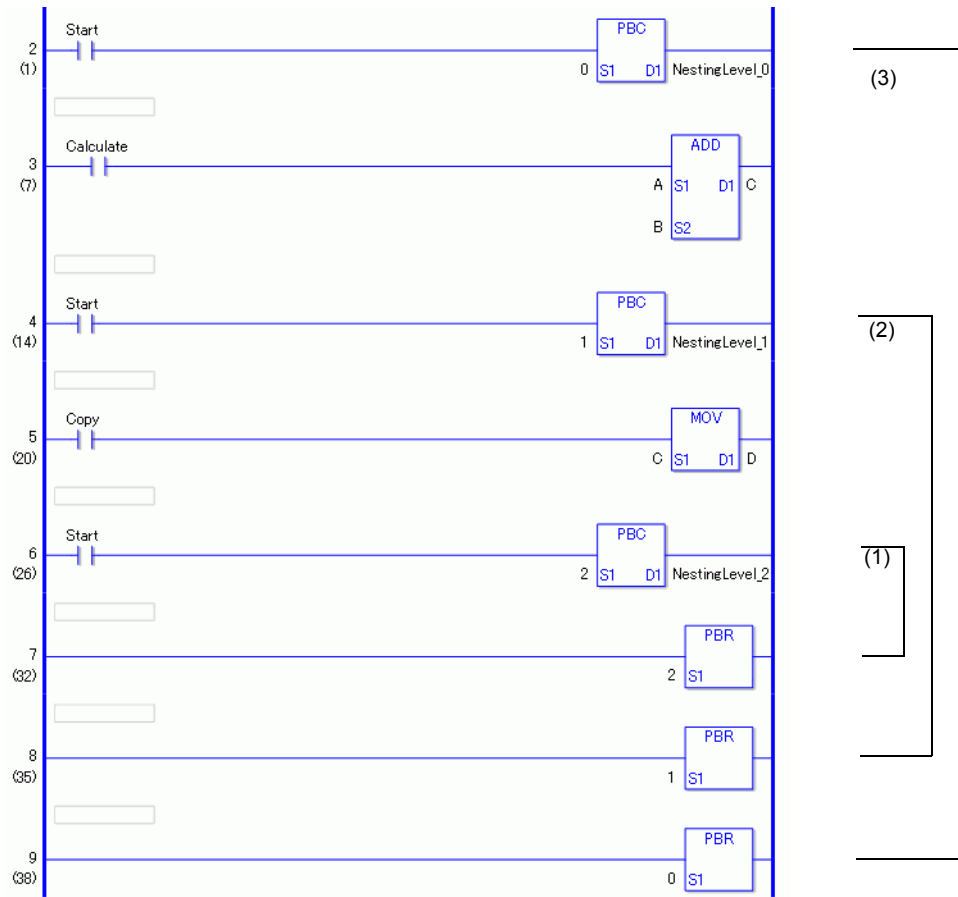 Start
PBC
2
(1)
0 S1 D1 NestingLevel_0
(3)
Calculate
ADD
3
(7)
A S1 D1 C
B S2
Start
PBC
4
(14)
1 S1 D1 NestingLevel_1
(2)
Copy
MOV
5
(20)
C S1 D1 D
Start
PBC
6
(26)
2 S1 D1 NestingLevel_2
(1)
PBR
7
(32)
2 S1
PBR
8
(35)
1 S1
PBR
9
(38)
0 S1